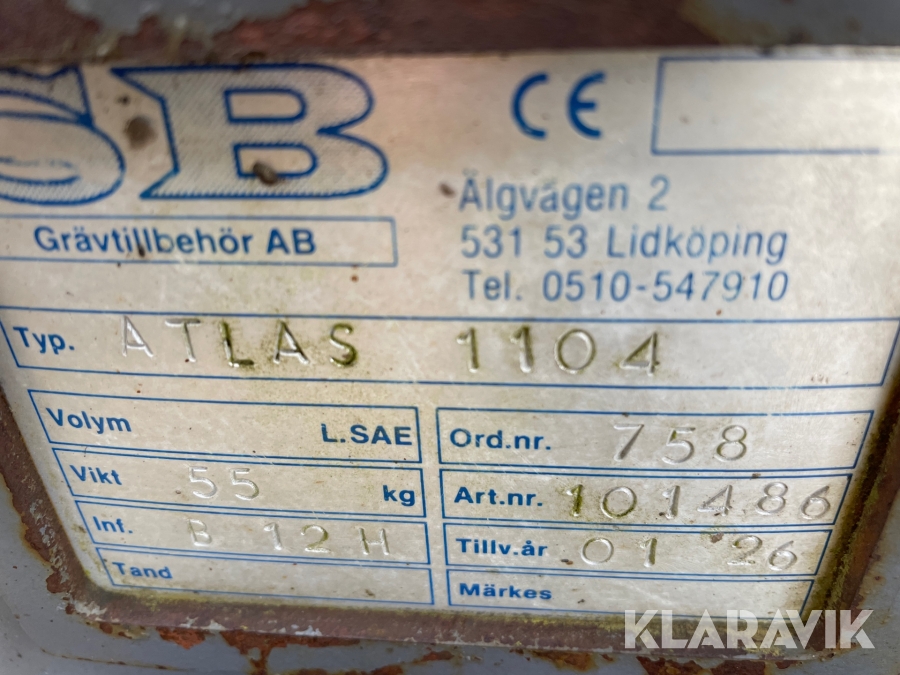 SB
CE
Grävtillbehör AB
Älgvägen 2
531 53 Lidköping
Tel. 0510-547910
Typ. ATLAS 1104
Volym L.SAE
Vikt 55 kg
Inf. B 12H
Tand
Ord.nr. 758
Art.nr. 101486
Tillv.år 01 26
Märkes
KLARAVIK